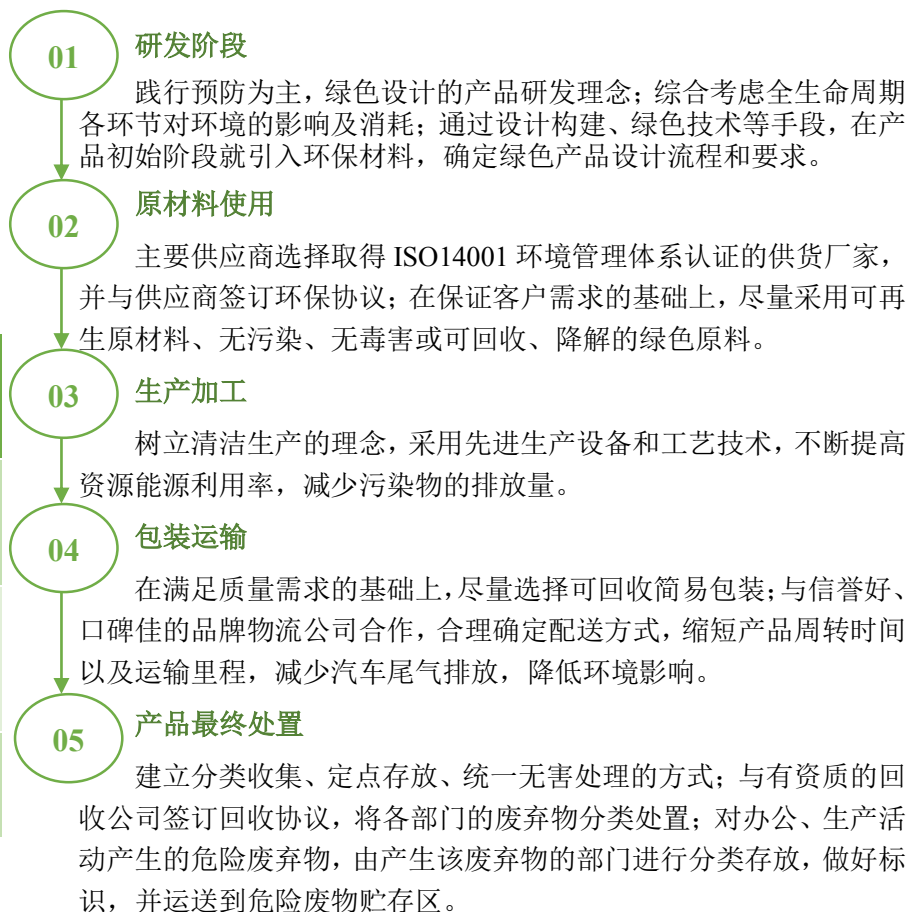 01
研发阶段
践行预防为主，绿色设计的产品研发理念；综合考虑全生命周期
各环节对环境的影响及消耗；通过设计构建、绿色技术等手段，在产
品初始阶段就引入环保材料，确定绿色产品设计流程和要求。
02
原材料使用
主要供应商选择取得 ISO14001 环境管理体系认证的供货厂家，
并与供应商签订环保协议；在保证客户需求的基础上，尽量采用可再
生原材料、无污染、无毒害或可回收、降解的绿色原料。
03
生产加工
树立清洁生产的理念，采用先进生产设备和工艺技术，不断提高
资源能源利用率，减少污染物的排放量。
04
包装运输
在满足质量需求的基础上，尽量选择可回收简易包装；与信誉好、
口碑佳的品牌物流公司合作，合理确定配送方式，缩短产品周转时间
以及运输里程，减少汽车尾气排放，降低环境影响。
05
产品最终处置
建立分类收集、定点存放、统一无害处理的方式；与有资质的回
收公司签订回收协议，将各部门的废弃物分类处置；对办公、生产活
动产生的危险废弃物，由产生该废弃物的部门进行分类存放，做好标
识，并运送到危险废物贮存区。